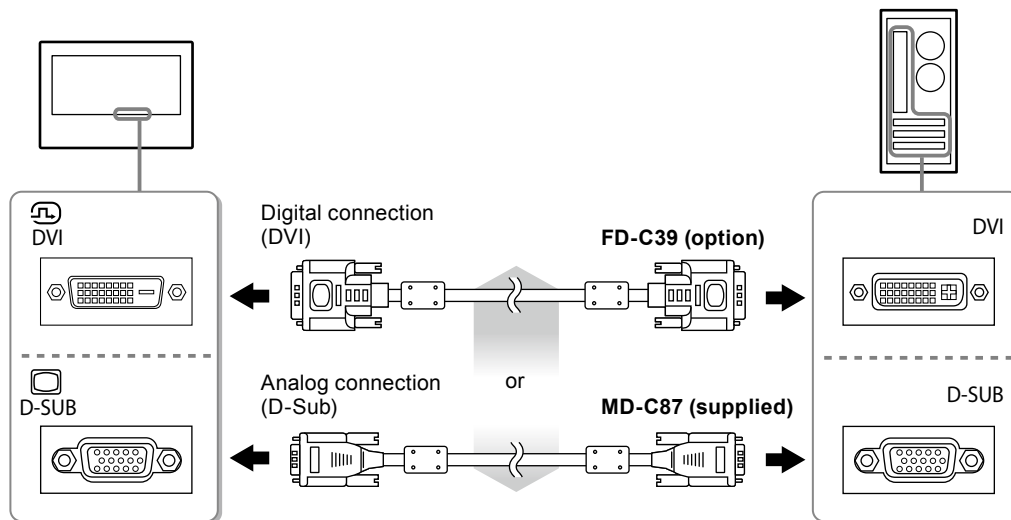 DVI
Digital connection
(DVI)
FD-C39 (option)
DVI
D-SUB
Analog connection
(D-Sub)
or
MD-C87 (supplied)
D-SUB